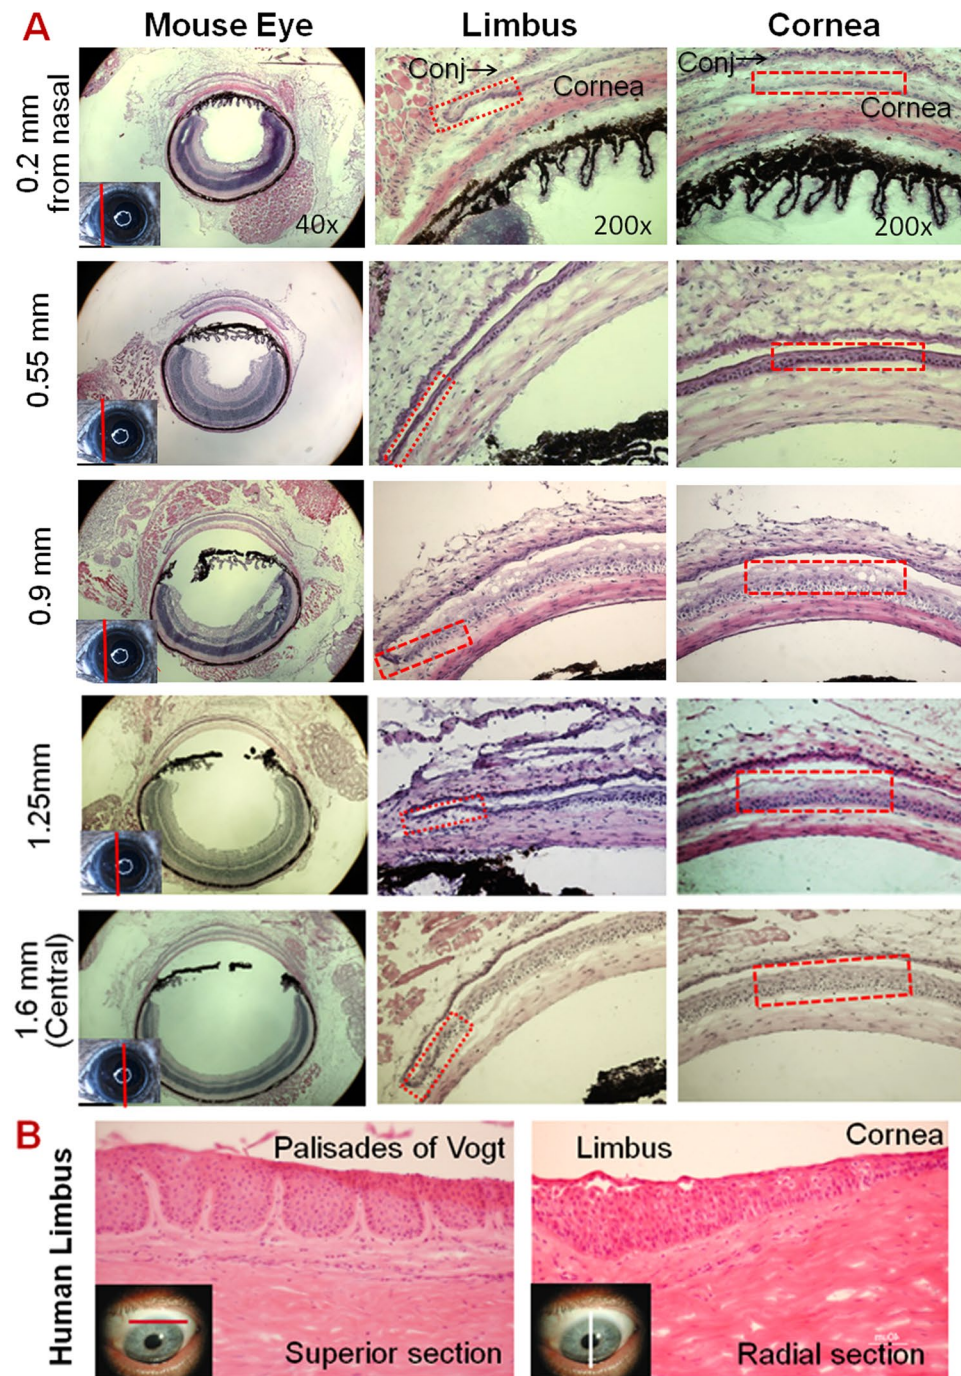 A
Mouse Eye
Limbus
Cornea
0.2 mm
from nasal
40x
Conj→
Cornea
200x
Conj→
Cornea
200x
0.55 mm
0.9 mm
1.25mm
1.6 mm
(Central)
B
Human Limbus
Palisades of Vogt
Superior section
Limbus
Cornea
Radial section